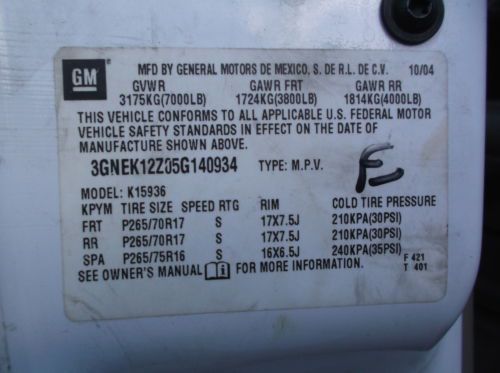 GM MFD BY GENERAL MOTORS DE MEXICO, S. DE R.L. DE C.V. 10/04
GVWR GAWR FRT GAWR RR
3175KG(7000LB) 1724KG(3800LB) 1814KG(4000LB)
THIS VEHICLE CONFORMS TO ALL APPLICABLE U.S. FEDERAL MOTOR
VEHICLE SAFETY STANDARDS IN EFFECT ON THE DATE OF
MANUFACTURE SHOWN ABOVE.
3GNEK12Z05G140934 TYPE: M.P.V.
MODEL: K15936
KPYM TIRE SIZE SPEED RTG RIM COLD TIRE PRESSURE
FRT P265/70R17 S 17X7.5J 210KPA(30PSI)
RR P265/70R17 S 17X7.5J 210KPA(30PSI)
SPA P265/75R16 S 16X6.5J 240KPA(35PSI)
SEE OWNER'S MANUAL FOR MORE INFORMATION.
F 421
T 401